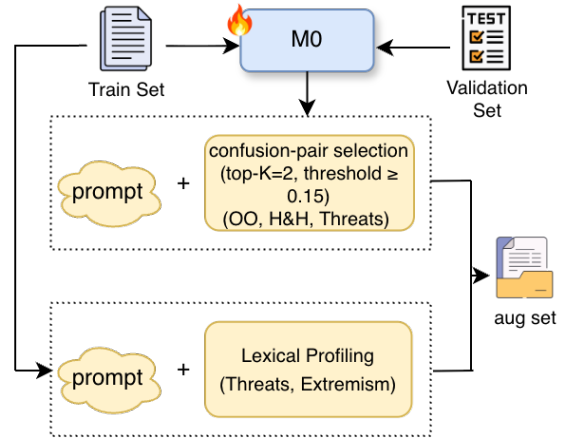 TEST
M0
Train Set
Validation
Set
prompt
+
confusion-pair selection
(top-K=2, threshold ≥
0.15)
(OO, H&H, Threats)
aug set
prompt
+
Lexical Profiling
(Threats, Extremism)